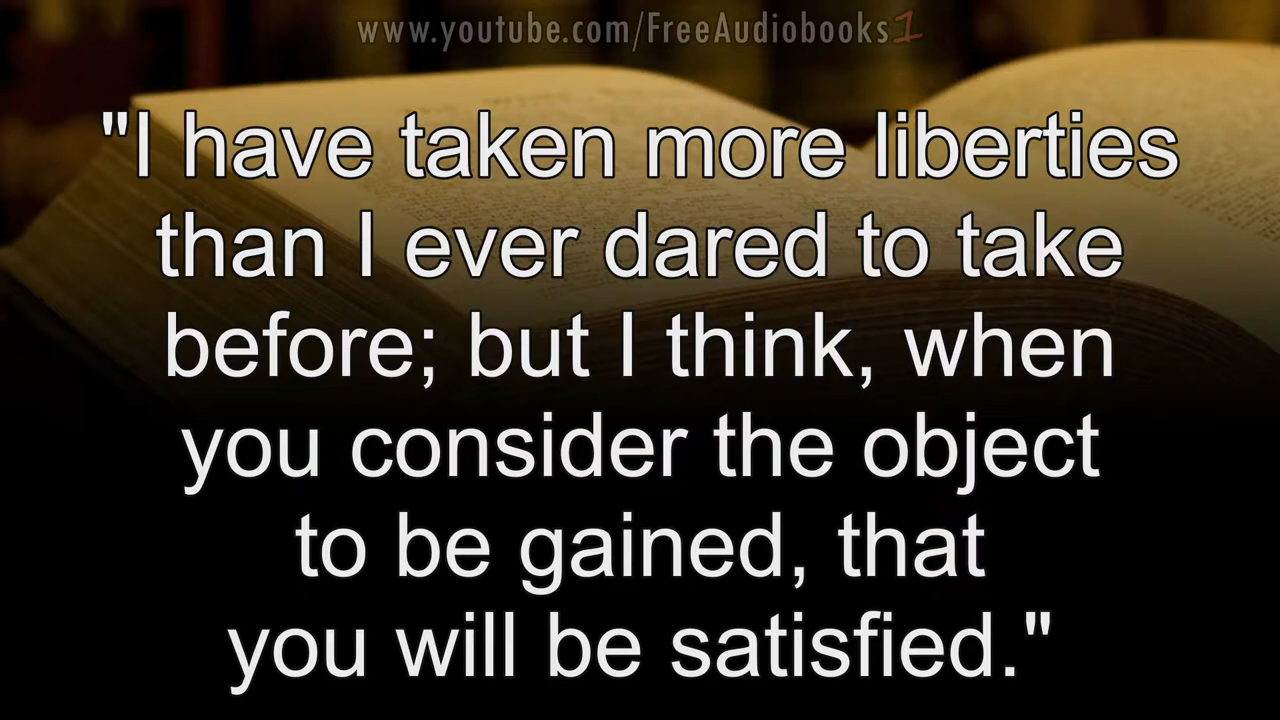 www.youtube.com/FreeAudiobooks1
"I have taken more liberties
than I ever dared to take
before; but I think, when
you consider the object
to be gained, that
you will be satisfied."